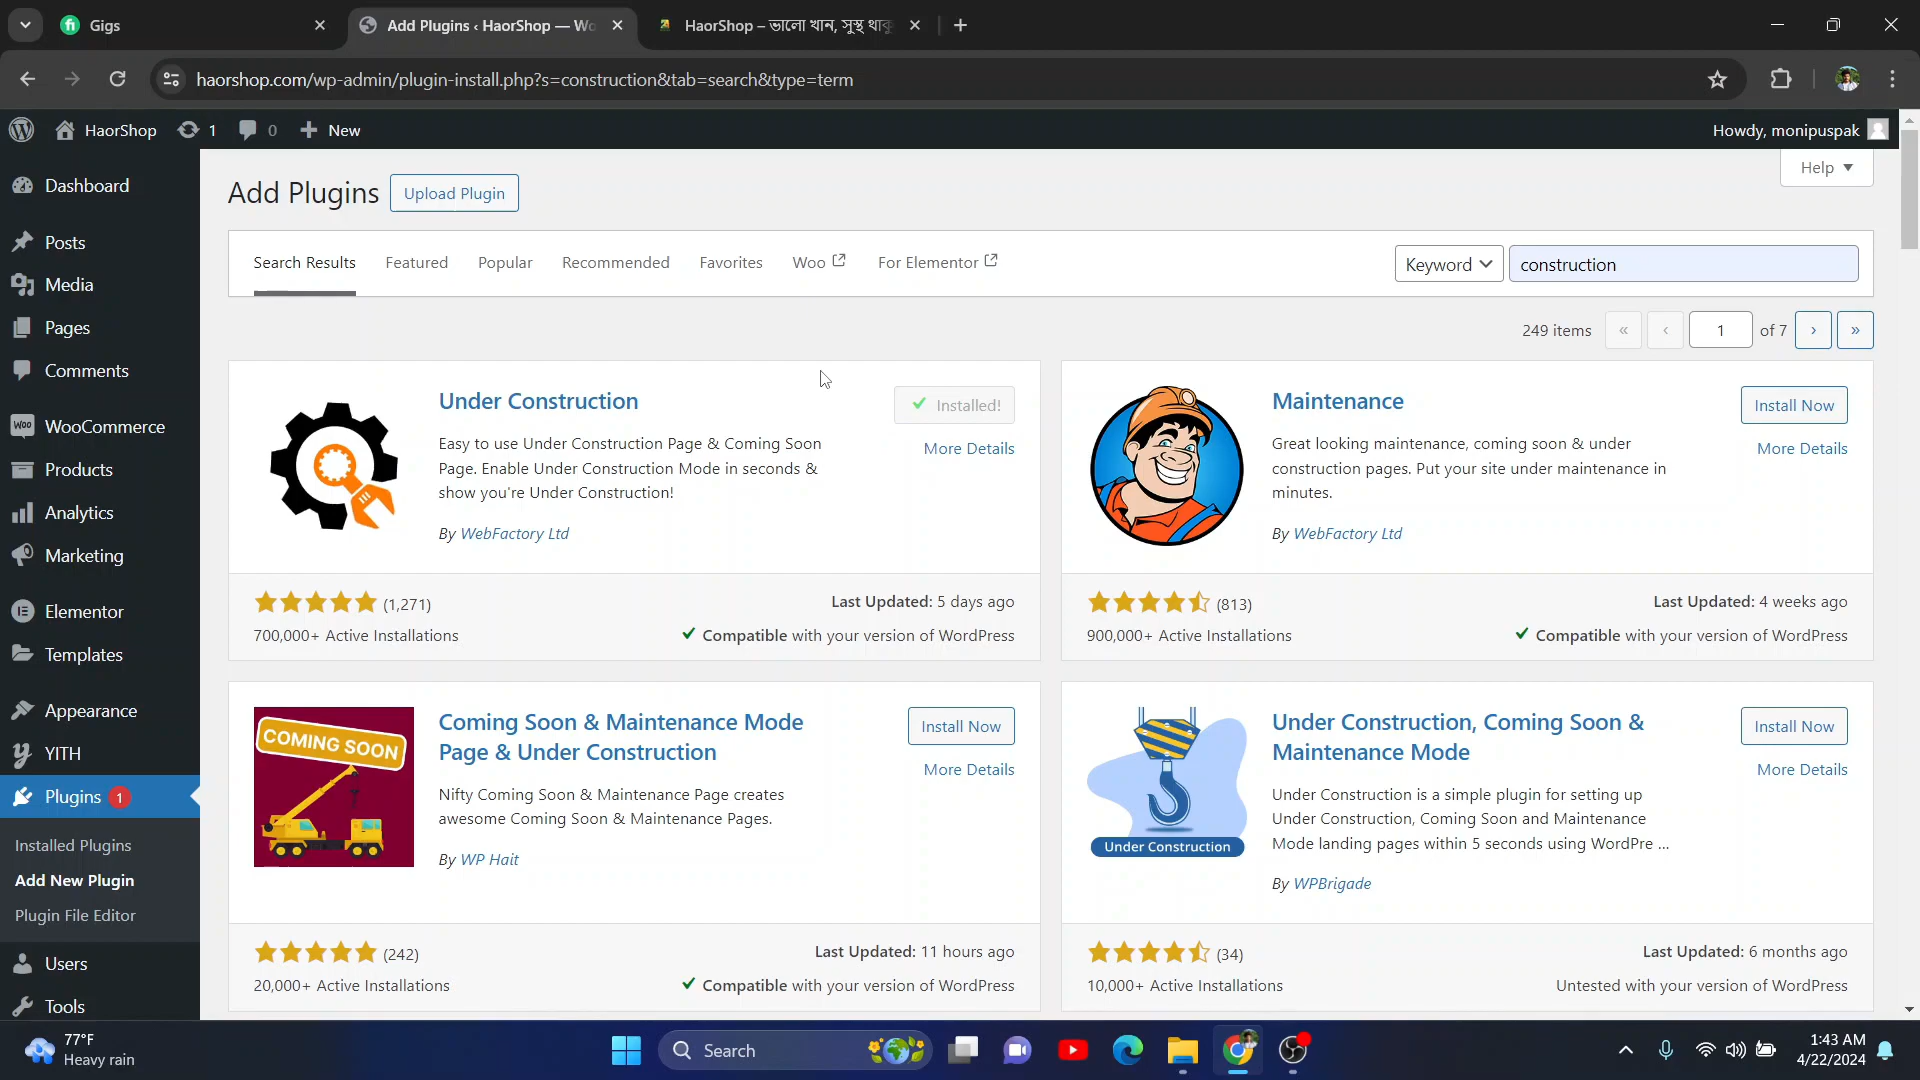 Gigs
Add Plugins ‹ HaorShop — Wo
HaorShop – ভালো খান, সুস্থ থাকু
haorshop.com/wp-admin/plugin-install.php?s=construction&tab=search&type=term
HaorShop
1
0
New
Howdy, monipuspak
Dashboard
Posts
Media
Pages
Comments
WooCommerce
Products
Analytics
Marketing
Elementor
Templates
Appearance
YITH
Plugins 1
Installed Plugins
Add New Plugin
Plugin File Editor
Users
Tools
Help
Add Plugins
Upload Plugin
Search Results
Featured
Popular
Recommended
Favorites
Woo
For Elementor
Keyword
construction
249 items « ‹ 1 of 7 › »
Under Construction
Installed!
More Details
Easy to use Under Construction Page & Coming Soon
Page. Enable Under Construction Mode in seconds &
show you're Under Construction!
By WebFactory Ltd
(1,271)
Last Updated: 5 days ago
700,000+ Active Installations
Compatible with your version of WordPress
Maintenance
Install Now
More Details
Great looking maintenance, coming soon & under
construction pages. Put your site under maintenance in
minutes.
By WebFactory Ltd
(813)
Last Updated: 4 weeks ago
900,000+ Active Installations
Compatible with your version of WordPress
COMING SOON
Coming Soon & Maintenance Mode
Page & Under Construction
Install Now
More Details
Nifty Coming Soon & Maintenance Page creates
awesome Coming Soon & Maintenance Pages.
By WP Hait
(242)
Last Updated: 11 hours ago
20,000+ Active Installations
Compatible with your version of WordPress
Under Construction
Under Construction, Coming Soon &
Maintenance Mode
Install Now
More Details
Under Construction is a simple plugin for setting up
Under Construction, Coming Soon and Maintenance
Mode landing pages within 5 seconds using WordPre ...
By WPBrigade
(34)
Last Updated: 6 months ago
10,000+ Active Installations
Untested with your version of WordPress
77°F
Heavy rain
Search
1:43 AM
4/22/2024